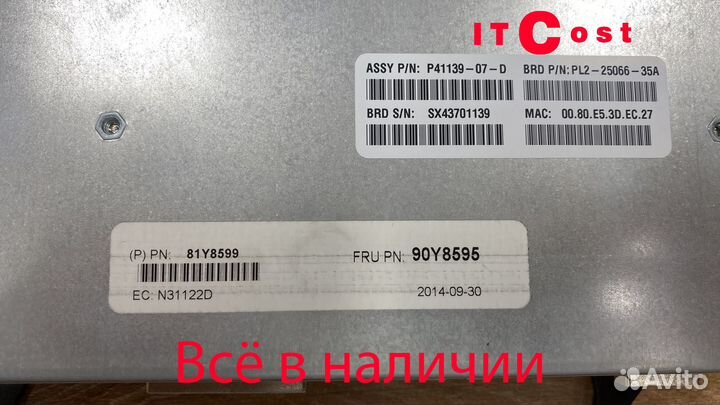 ITCost
ASSY P/N: P41139-07-D BRD P/N: PL2-25066-35A
BRD S/N: SX43701139 MAC: 00.80.E5.3D.EC.27
(P) PN: 81Y8599 FRU PN: 90Y8595
EC: N31122D 2014-09-30
Всё в наличии
Avito